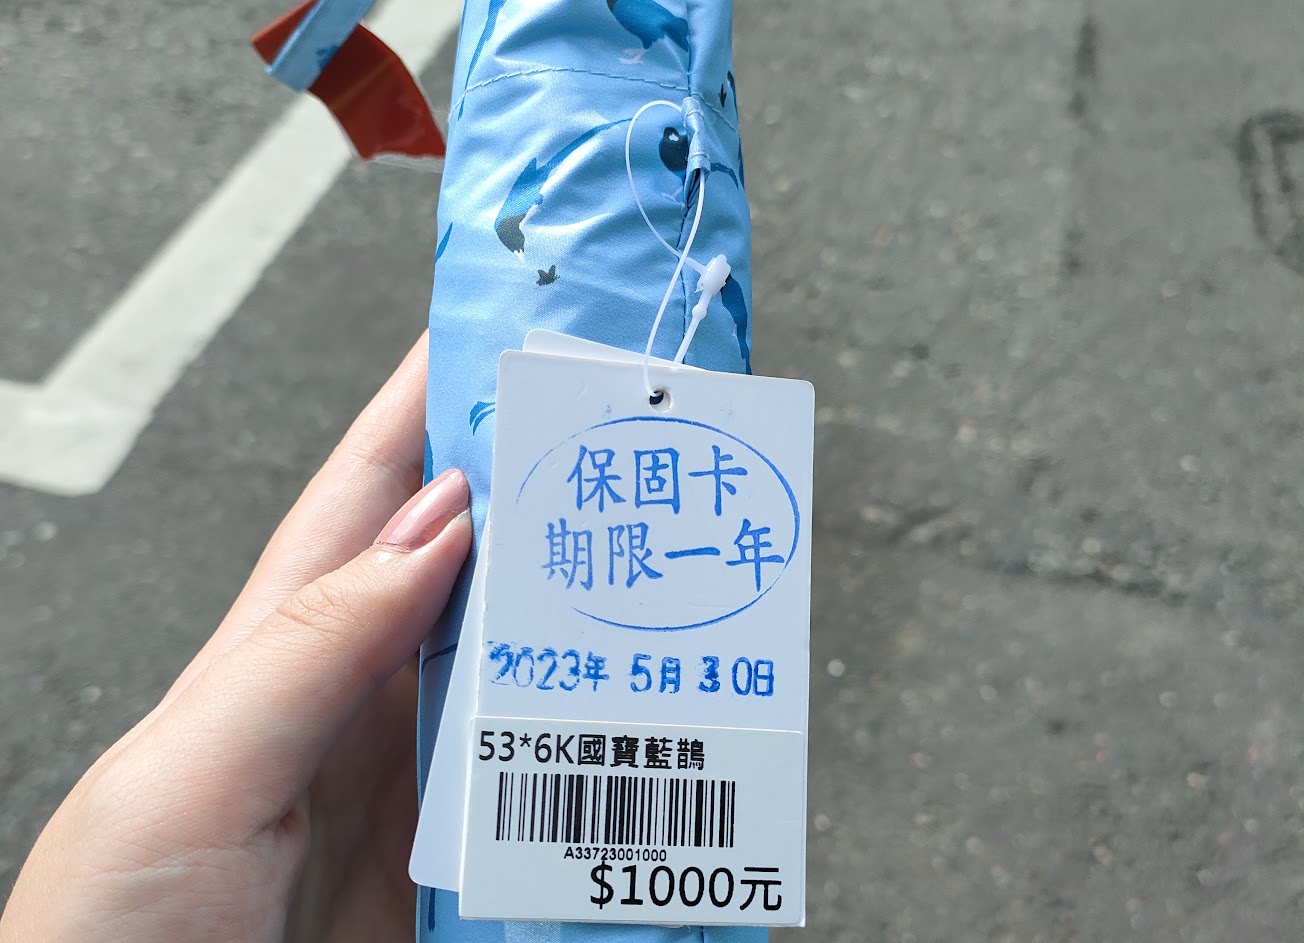 保固卡
期限一年
2023年 5月 30日
53*6K國寶藍鵲
A33723001000
$1000元